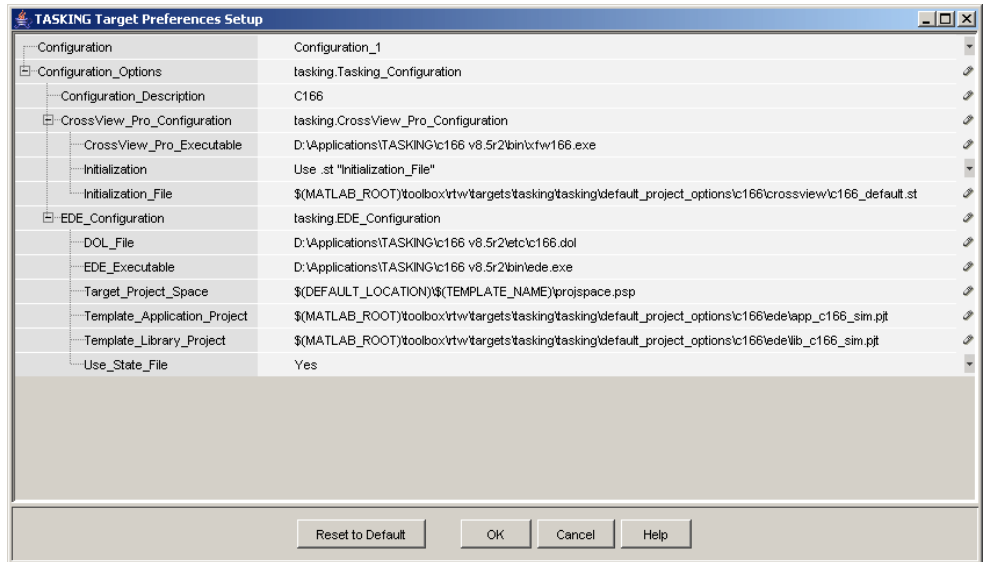 TASKING Target Preferences Setup
Configuration Configuration_1
Configuration_Options tasking.Tasking_Configuration
Configuration_Description C166
CrossView_Pro_Configuration tasking.CrossView_Pro_Configuration
CrossView_Pro_Executable D:\Applications\TASKING\c166 v8.5r2\bin\xfw166.exe
Initialization Use .st "Initialization_File"
Initialization_File $(MATLAB_ROOT)\toolbox\rtw\targets\tasking\tasking\default_project_options\c166\crossview\c166_default.st
EDE_Configuration tasking.EDE_Configuration
DOL_File D:\Applications\TASKING\c166 v8.5r2\etc\c166.dol
EDE_Executable D:\Applications\TASKING\c166 v8.5r2\bin\ede.exe
Target_Project_Space $(DEFAULT_LOCATION)\$(TEMPLATE_NAME)\projspace.psp
Template_Application_Project $(MATLAB_ROOT)\toolbox\rtw\targets\tasking\tasking\default_project_options\c166\ede\app_c166_sim.pjt
Template_Library_Project $(MATLAB_ROOT)\toolbox\rtw\targets\tasking\tasking\default_project_options\c166\ede\lib_c166_sim.pjt
Use_State_File Yes
Reset to Default OK Cancel Help